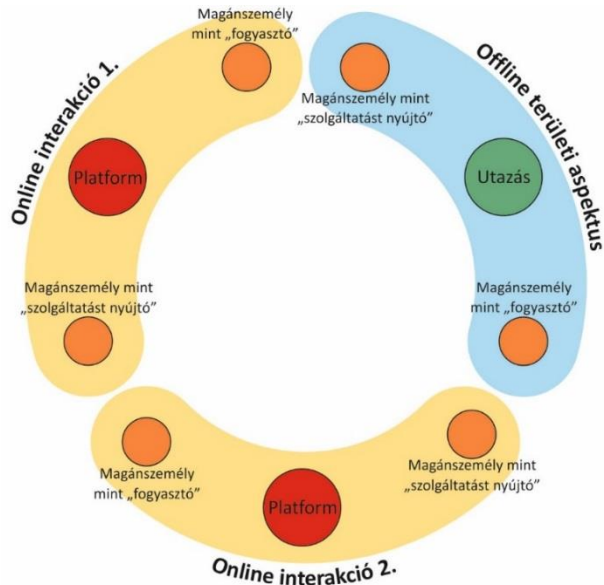 Magánszemély
mint „fogyasztó”
Online interakció 1.
Platform
Magánszemély mint
„szolgáltatást nyújtó”
Magánszemély mint
„szolgáltatást nyújtó”
Offline területi aspektus
Utazás
Magánszemély
mint „fogyasztó”
Magánszemély
mint „fogyasztó”
Platform
Magánszemély mint
„szolgáltatást nyújtó”
Online interakció 2.